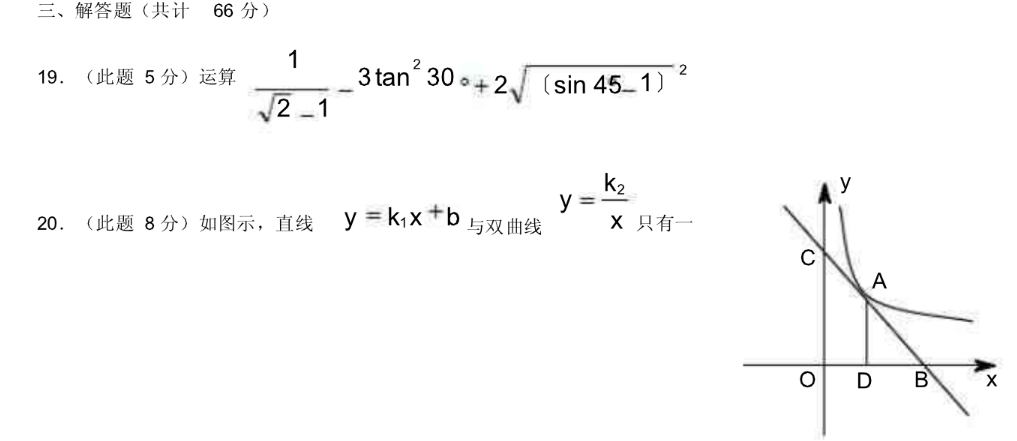 三、解答题（共计 66 分）
19．（此题 5 分）运算 1/(√2 －1) － 3 tan² 30° + 2√〔sin 45－1〕²
20．（此题 8 分）如图示，直线 y = k₁x + b 与双曲线 y = k₂/x 只有一
y
C
A
O D B x